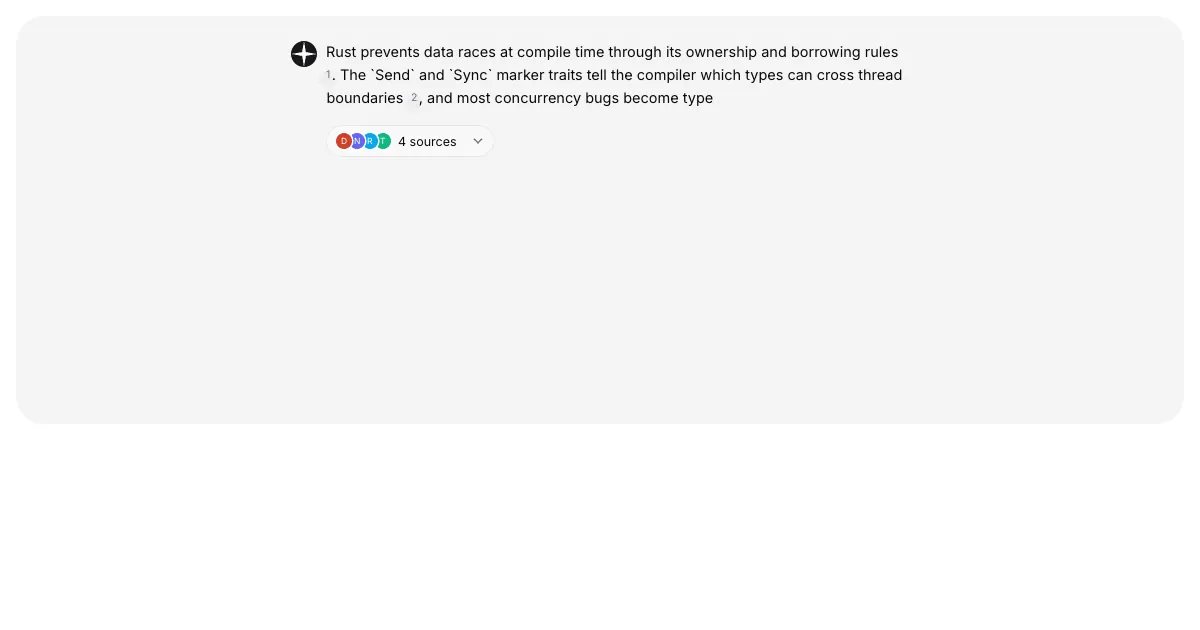 Rust prevents data races at compile time through its ownership and borrowing rules
1. The `Send` and `Sync` marker traits tell the compiler which types can cross thread
boundaries 2, and most concurrency bugs become type
D N R T 4 sources